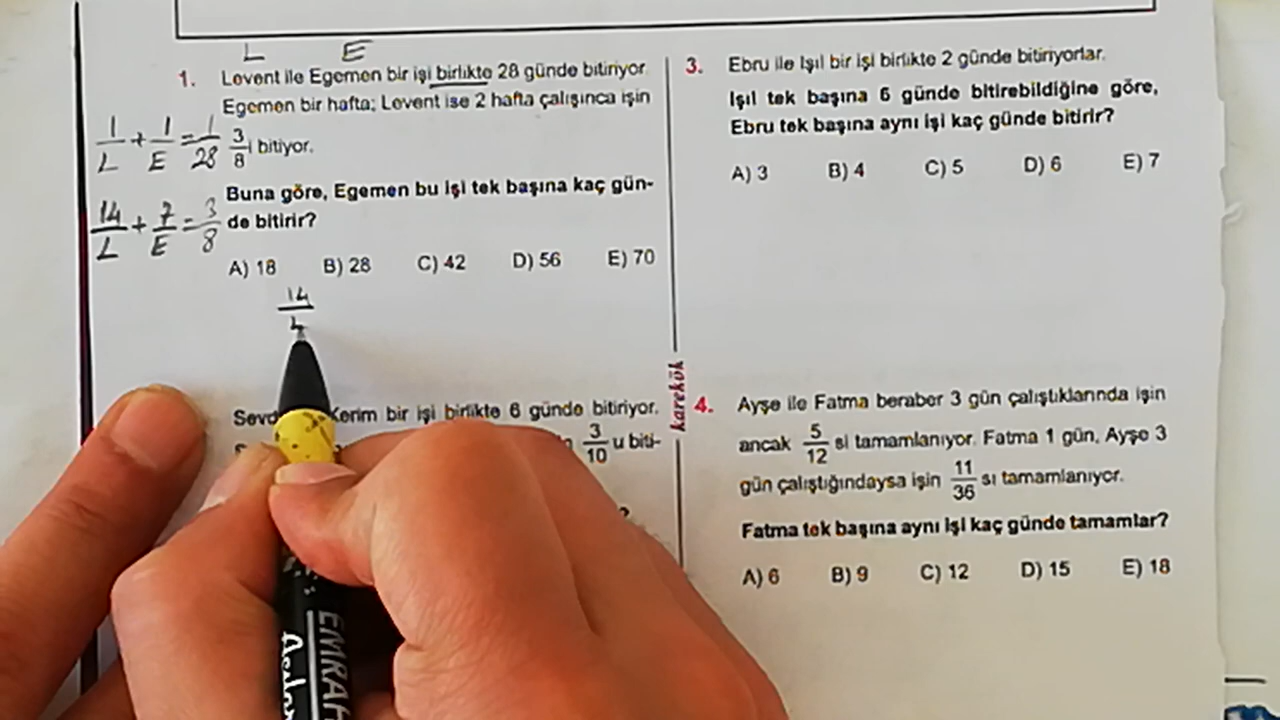 L E
1. Levent ile Egemen bir işi birlikte 28 günde bitiriyor.
Egemen bir hafta; Levent ise 2 hafta çalışınca işin
3/8 i bitiyor.
Buna göre, Egemen bu işi tek başına kaç gün-
de bitirir?
A) 18 B) 28 C) 42 D) 56 E) 70
1/L + 1/E = 1/28
14/L + 7/E = 3/8
14
Kerim bir işi birlikte 6 günde bitiriyor.
3/10 u biti-
?
karekök
3. Ebru ile Işıl bir işi birlikte 2 günde bitiriyorlar.
Işıl tek başına 6 günde bitirebildiğine göre,
Ebru tek başına aynı işi kaç günde bitirir?
A) 3 B) 4 C) 5 D) 6 E) 7
4. Ayşe ile Fatma beraber 3 gün çalıştıklarında işin
ancak 5/12 si tamamlanıyor. Fatma 1 gün, Ayşe 3
gün çalıştığındaysa işin 11/36 sı tamamlanıyor.
Fatma tek başına aynı işi kaç günde tamamlar?
A) 6 B) 9 C) 12 D) 15 E) 18
EMRAH